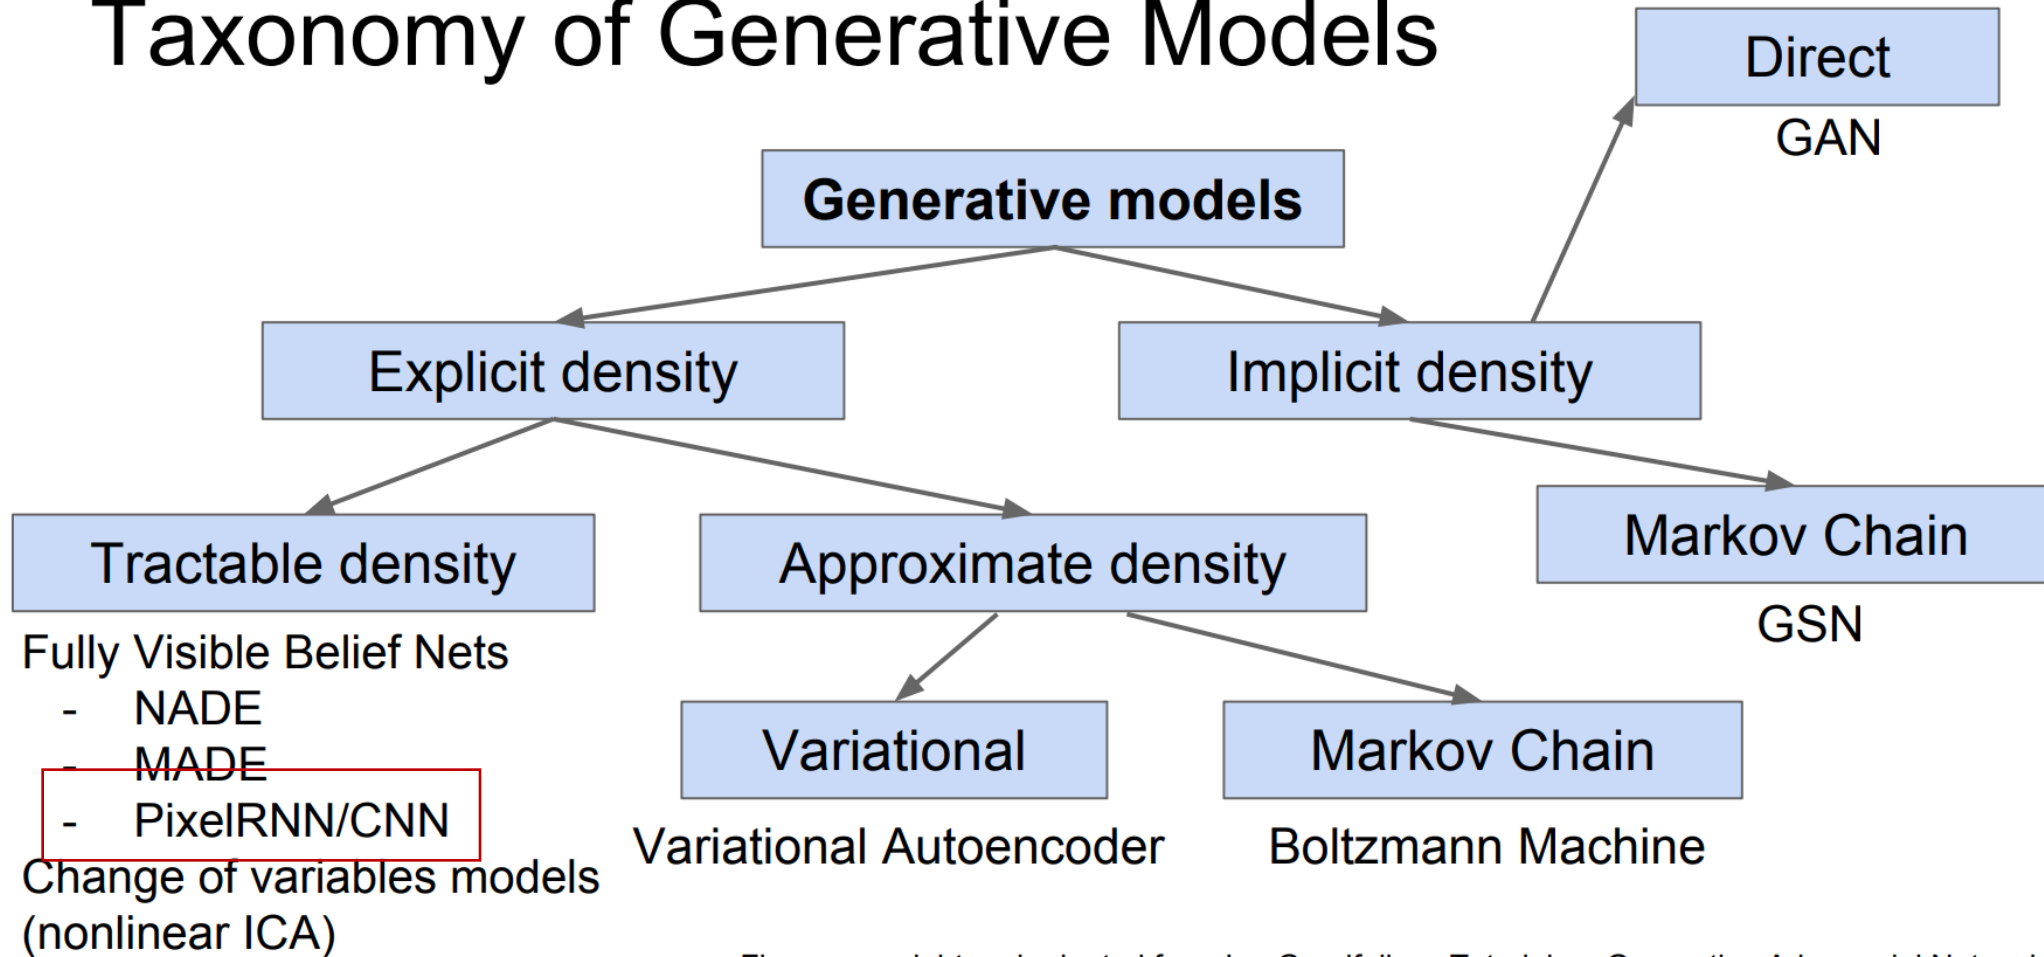 Taxonomy of Generative Models
Direct
GAN
Generative models
Explicit density
Implicit density
Tractable density
Approximate density
Markov Chain
GSN
Fully Visible Belief Nets
- NADE
- MADE
- PixelRNN/CNN
Change of variables models
(nonlinear ICA)
Variational
Markov Chain
Variational Autoencoder
Boltzmann Machine